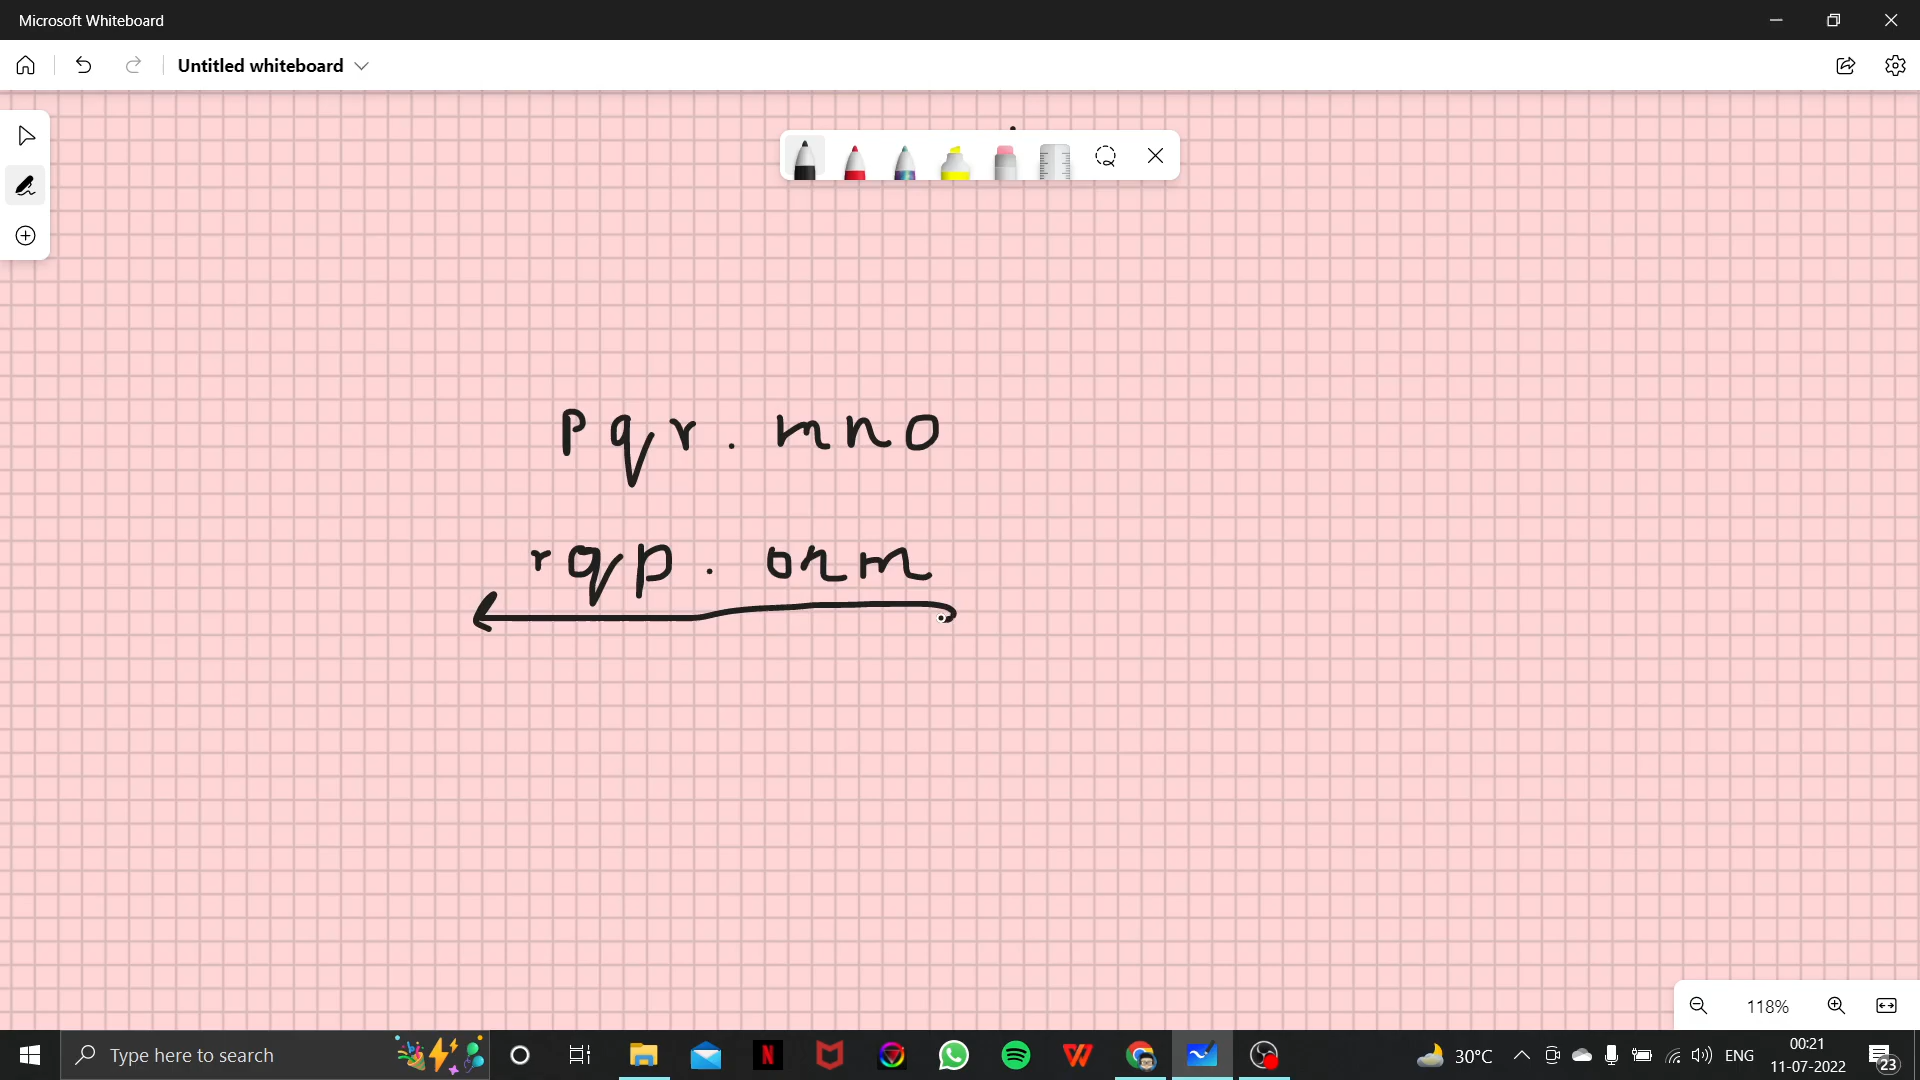 Microsoft Whiteboard
Untitled whiteboard
pqr.mno
rqp.onm
118%
Type here to search
30°C
ENG
00:21
11-07-2022
23